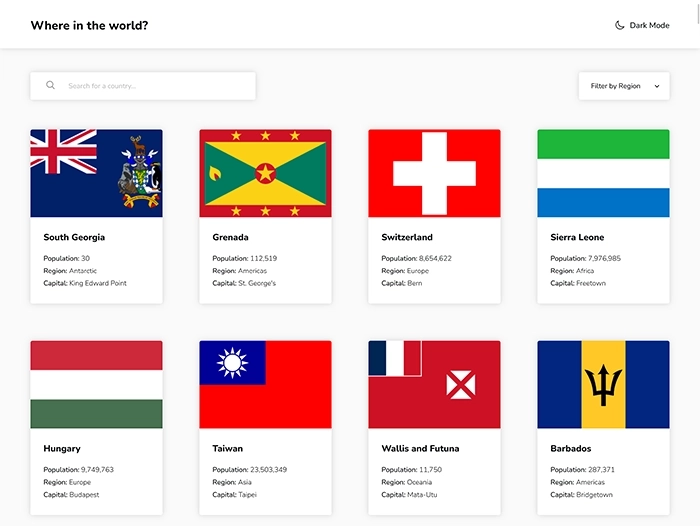 Where in the world?
Dark Mode
Search for a country...
Filter by Region
South Georgia
Population: 30
Region: Antarctic
Capital: King Edward Point
Grenada
Population: 112,519
Region: Americas
Capital: St. George's
Switzerland
Population: 8,654,622
Region: Europe
Capital: Bern
Sierra Leone
Population: 7,976,985
Region: Africa
Capital: Freetown
Hungary
Population: 9,749,763
Region: Europe
Capital: Budapest
Taiwan
Population: 23,503,349
Region: Asia
Capital: Taipei
Wallis and Futuna
Population: 11,750
Region: Oceania
Capital: Mata-Utu
Barbados
Population: 287,371
Region: Americas
Capital: Bridgetown